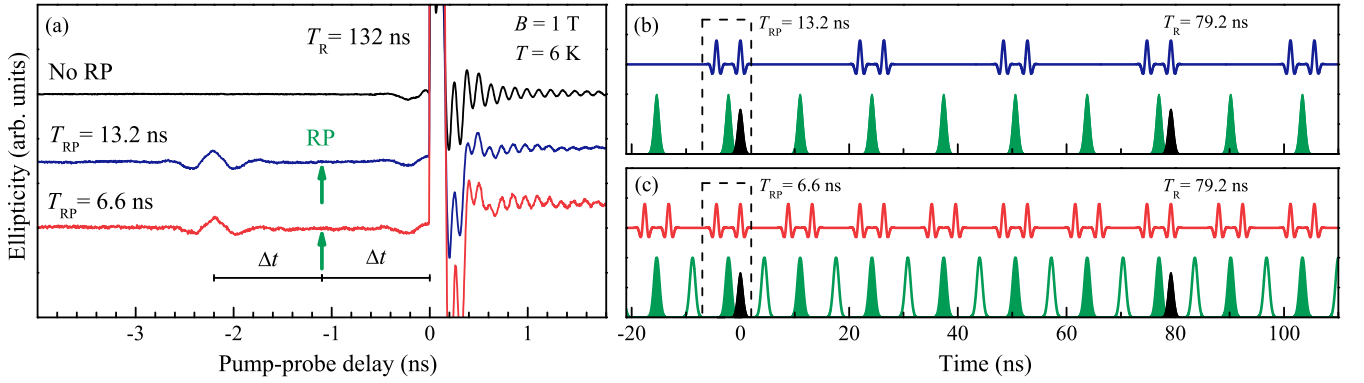 (a)
T_R = 132 ns
B = 1 T
T = 6 K
No RP
T_RP = 13.2 ns
RP
T_RP = 6.6 ns
Δt
Δt
Ellipticity (arb. units)
-3
-2
-1
0
1
Pump-probe delay (ns)
(b)
T_RP = 13.2 ns
T_R = 79.2 ns
(c)
T_RP = 6.6 ns
T_R = 79.2 ns
-20
0
20
40
60
80
100
Time (ns)